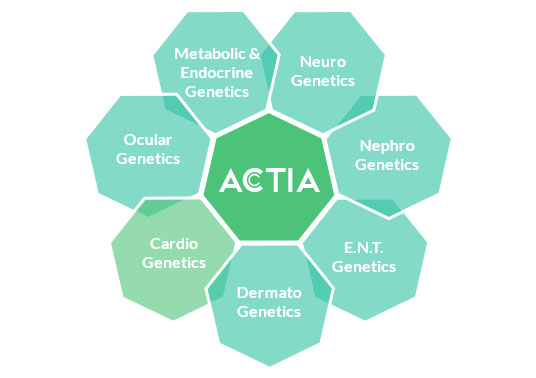 Metabolic &
Endocrine
Genetics
Neuro
Genetics
Ocular
Genetics
Nephro
Genetics
ACTIA
Cardio
Genetics
E.N.T.
Genetics
Dermato
Genetics